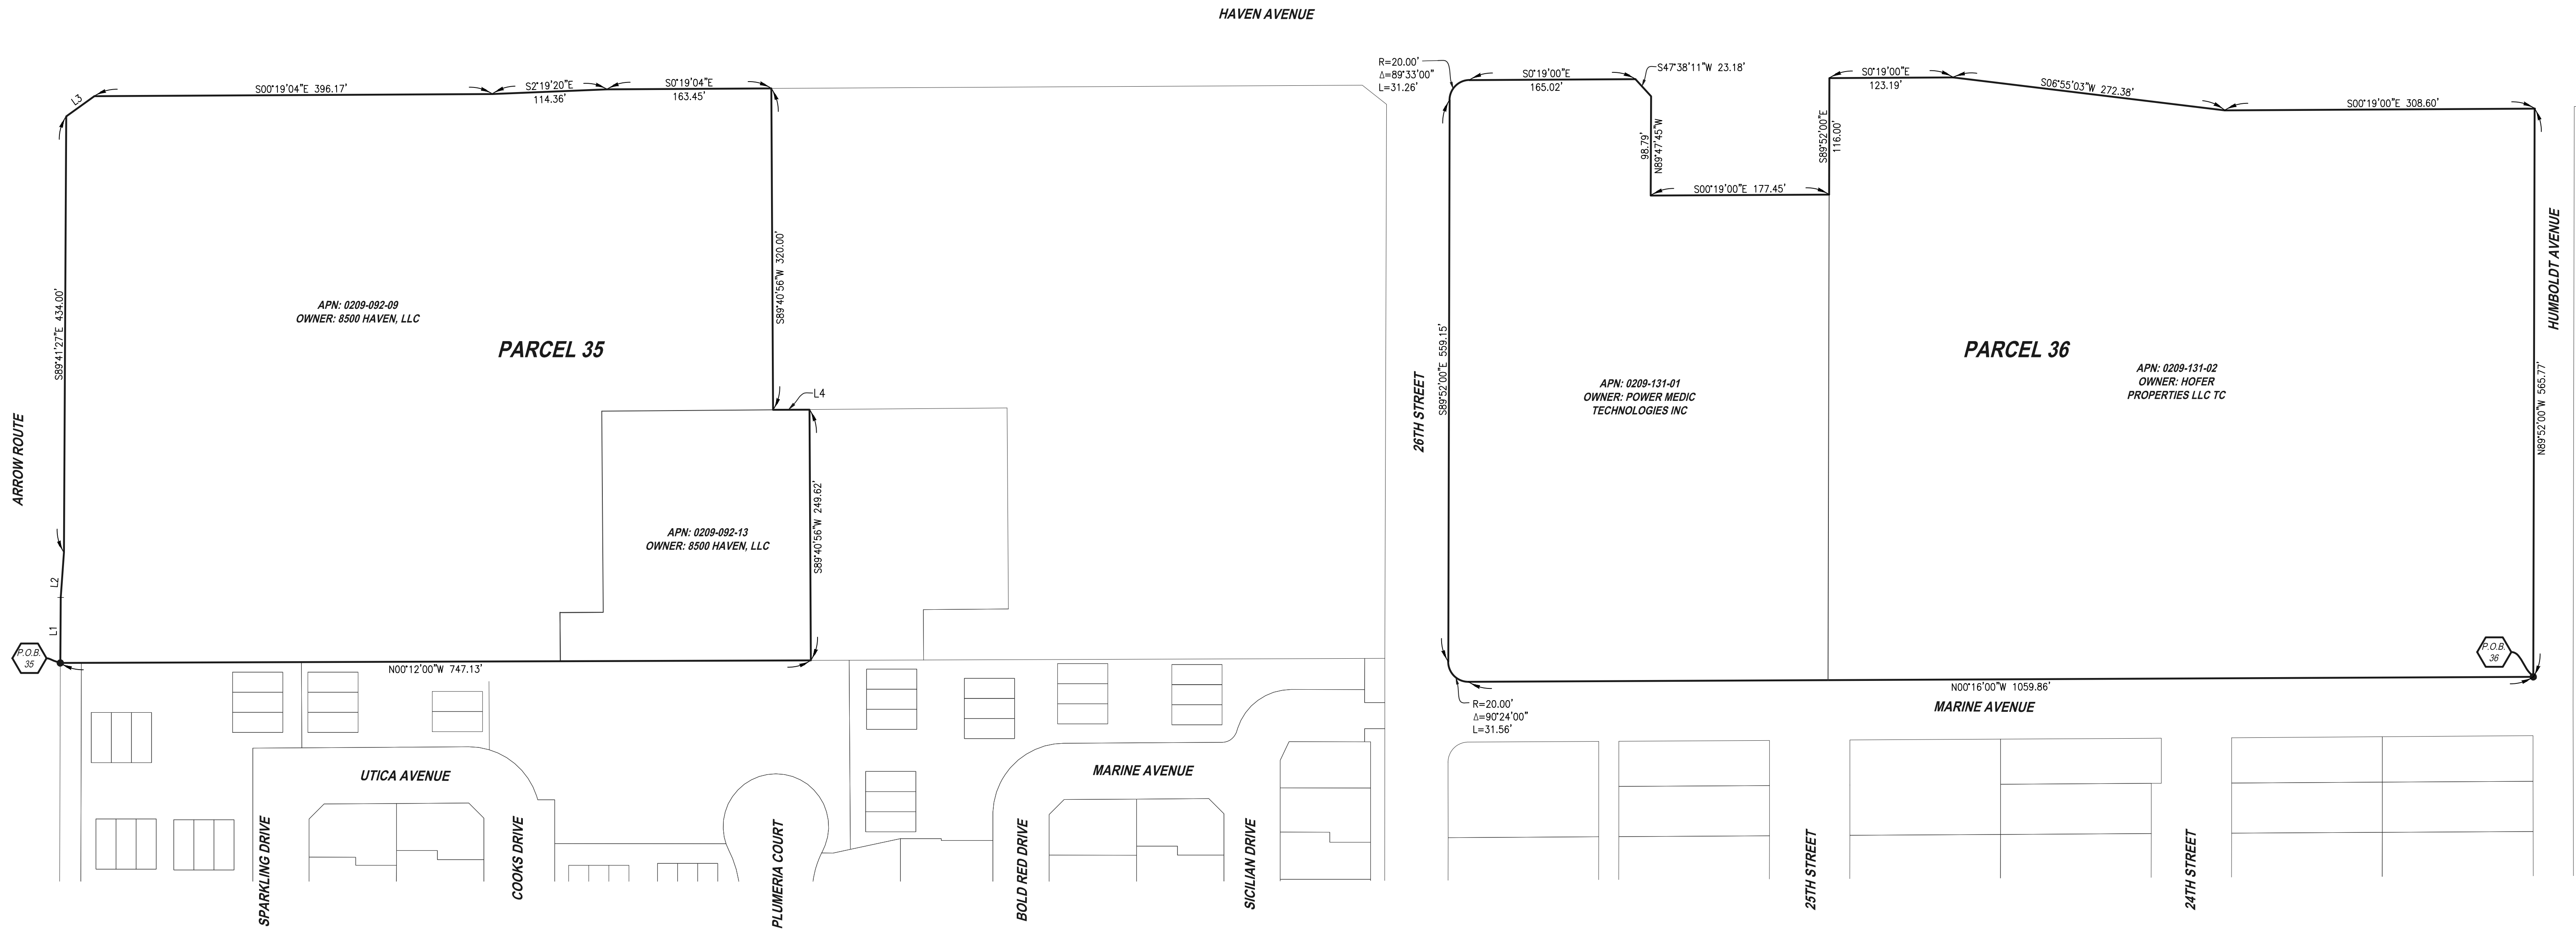 HAVEN AVENUE
L3
S00°19'04"E 396.17'
S2°19'20"E
114.36'
S0°19'04"E
163.45'
S89°41'27"E 434.00'
S89°40'56"W 320.00'
APN: 0209-092-09
OWNER: 8500 HAVEN, LLC
PARCEL 35
L4
ARROW ROUTE
APN: 0209-092-13
OWNER: 8500 HAVEN, LLC
S89°40'56"W 249.62'
L2
L1
P.O.B.
35
N00°12'00"W 747.13'
R=20.00'
Δ=89°33'00"
L=31.26'
S0°19'00"E
165.02'
S47°38'11"W 23.18'
98.79'
N89°47'45"W
S00°19'00"E 177.45'
S89°52'00"E
116.00'
S0°19'00"E
123.19'
S06°55'03"W 272.38'
S00°19'00"E 308.60'
HUMBOLDT AVENUE
26TH STREET
S89°52'00"E 559.15'
APN: 0209-131-01
OWNER: POWER MEDIC
TECHNOLOGIES INC
PARCEL 36
APN: 0209-131-02
OWNER: HOFER
PROPERTIES LLC TC
N89°52'00"W 565.77'
P.O.B.
36
N00°16'00"W 1059.86'
R=20.00'
Δ=90°24'00"
L=31.56'
MARINE AVENUE
UTICA AVENUE
MARINE AVENUE
SPARKLING DRIVE
COOKS DRIVE
PLUMERIA COURT
BOLD RED DRIVE
SICILIAN DRIVE
25TH STREET
24TH STREET